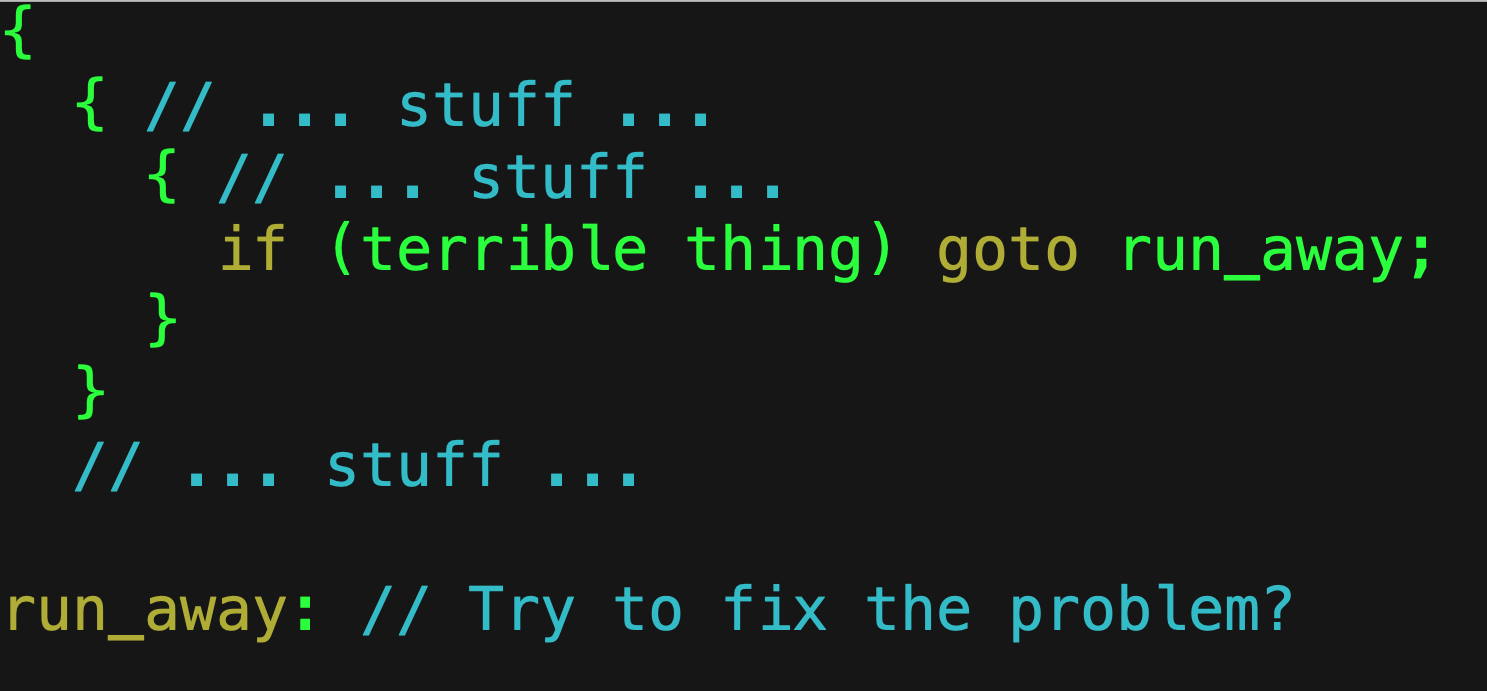 {
  { // ... stuff ...
    { // ... stuff ...
      if (terrible thing) goto run_away;
    }
  }
  // ... stuff ...

run_away: // Try to fix the problem?